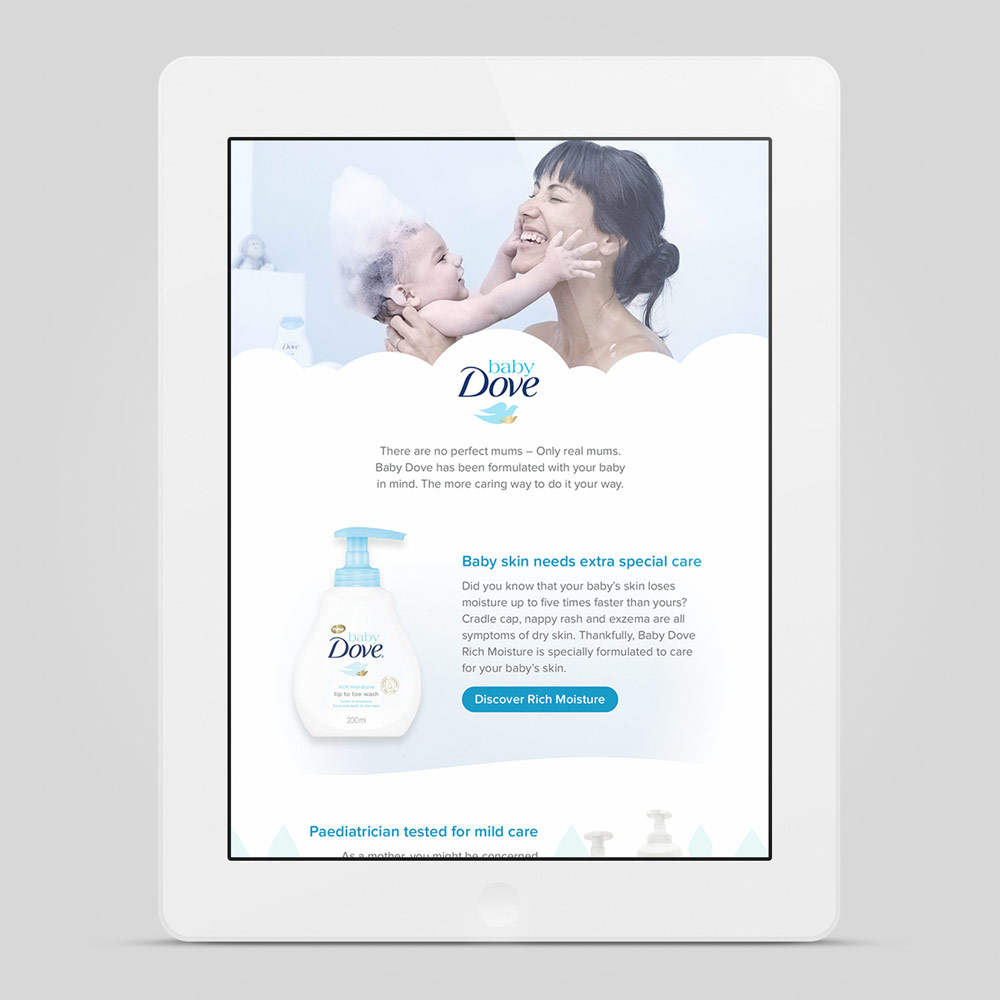 Dove
baby
Dove
There are no perfect mums – Only real mums.
Baby Dove has been formulated with your baby
in mind. The more caring way to do it your way.
Baby skin needs extra special care
Did you know that your baby's skin loses
moisture up to five times faster than yours?
Cradle cap, nappy rash and exzema are all
symptoms of dry skin. Thankfully, Baby Dove
Rich Moisture is specially formulated to care
for your baby's skin.
Discover Rich Moisture
new
baby
Dove
rich moisture
tip to toe wash
200ml
Paediatrician tested for mild care
As a mother, you might be concerned